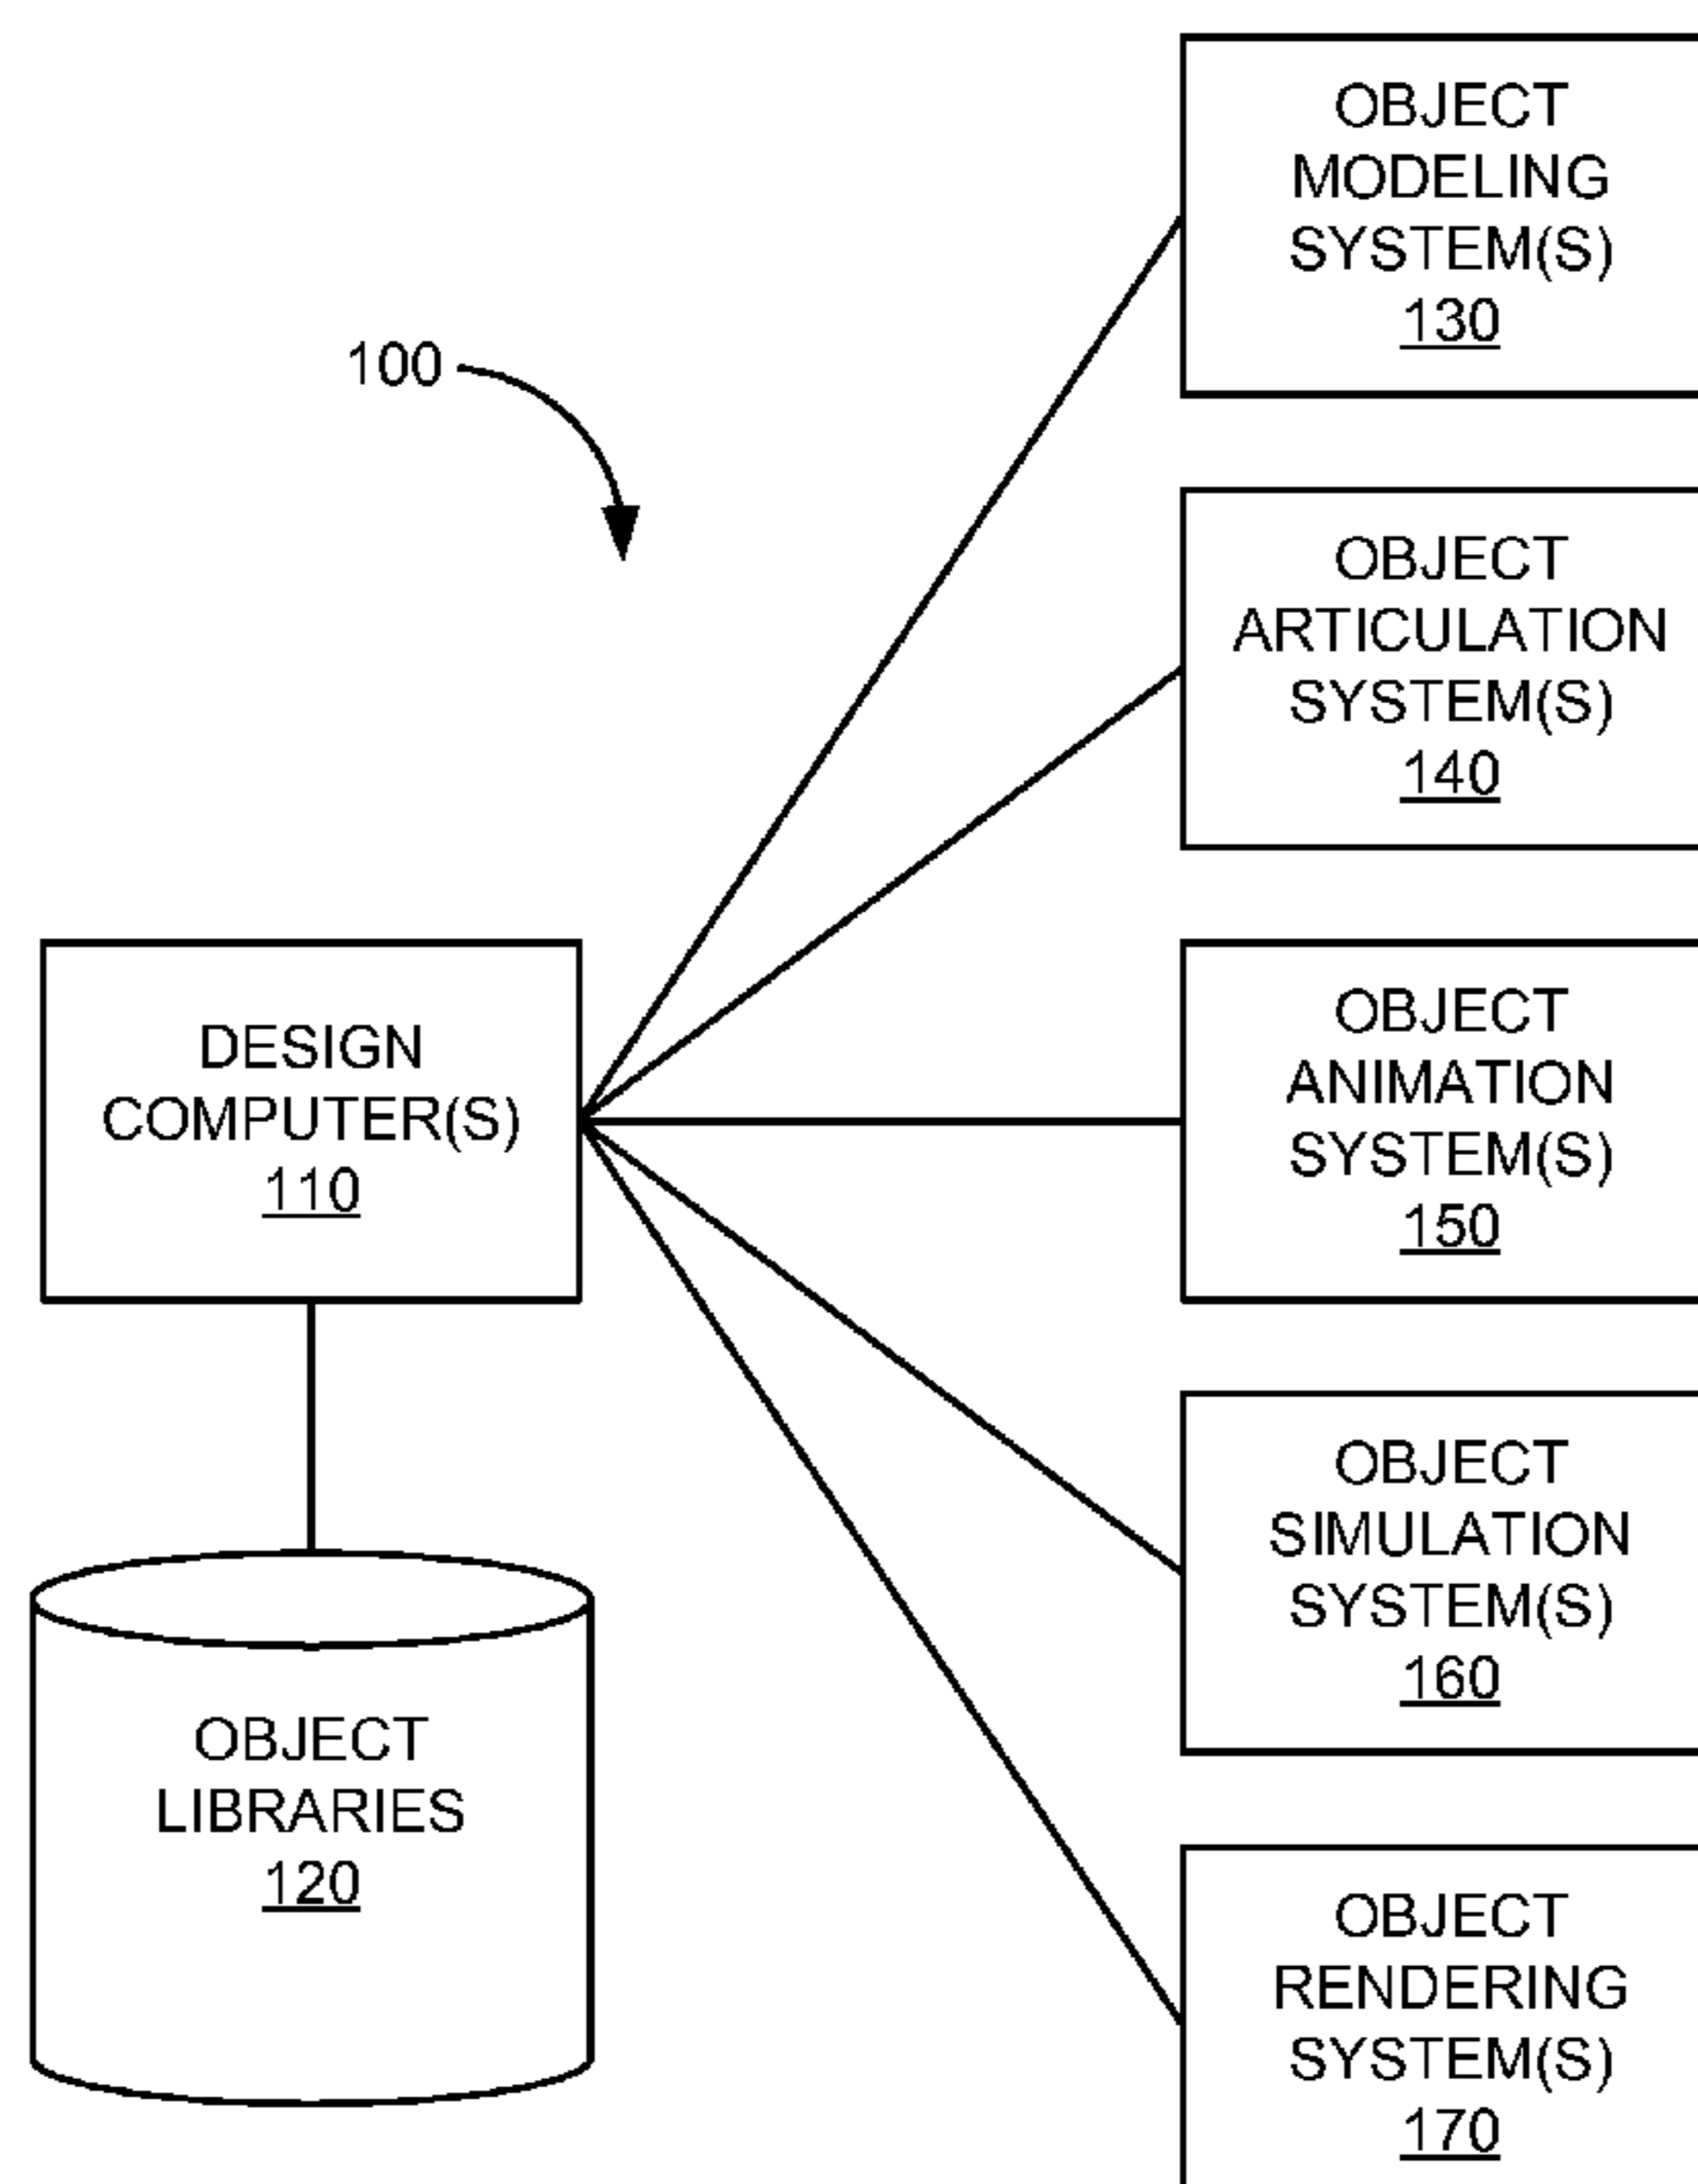 100
DESIGN
COMPUTER(S)
110
OBJECT
LIBRARIES
120
OBJECT
MODELING
SYSTEM(S)
130
OBJECT
ARTICULATION
SYSTEM(S)
140
OBJECT
ANIMATION
SYSTEM(S)
150
OBJECT
SIMULATION
SYSTEM(S)
160
OBJECT
RENDERING
SYSTEM(S)
170